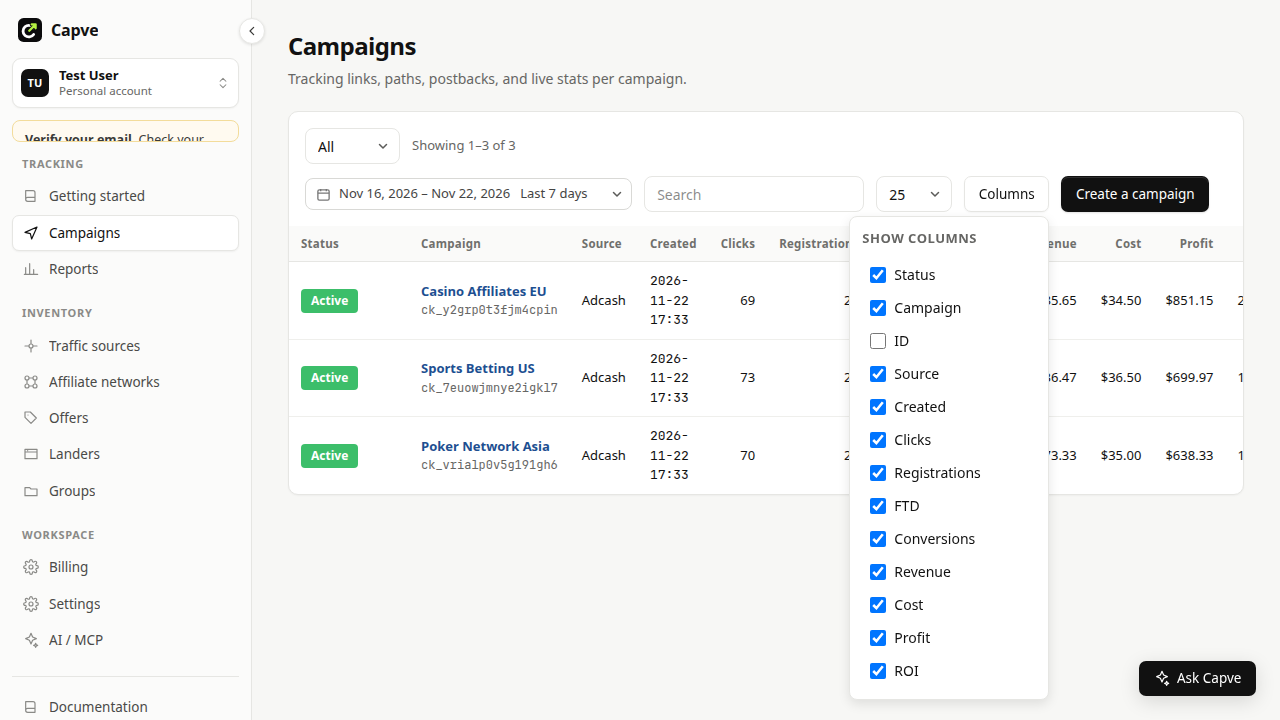 Capve
TU
Test User
Personal account
Verify your email. Check your
TRACKING
Getting started
Campaigns
Reports
INVENTORY
Traffic sources
Affiliate networks
Offers
Landers
Groups
WORKSPACE
Billing
Settings
AI / MCP
Documentation
Campaigns
Tracking links, paths, postbacks, and live stats per campaign.
All
Showing 1–3 of 3
Nov 16, 2026 – Nov 22, 2026 Last 7 days
Search
25
Columns
Create a campaign
Status Campaign Source Created Clicks Cost Profit
Active Casino Affiliates EU ck_y2grp0t3fjm4cpin Adcash 2026-11-22 17:33 69 $34.50 $851.15
Active Sports Betting US ck_7euowjmnye2igkl7 Adcash 2026-11-22 17:33 73 $36.50 $699.97
Active Poker Network Asia ck_vrialp0v5g191gh6 Adcash 2026-11-22 17:33 70 $35.00 $638.33
SHOW COLUMNS
Status
Campaign
ID
Source
Created
Clicks
Registrations
FTD
Conversions
Revenue
Cost
Profit
ROI
Ask Capve